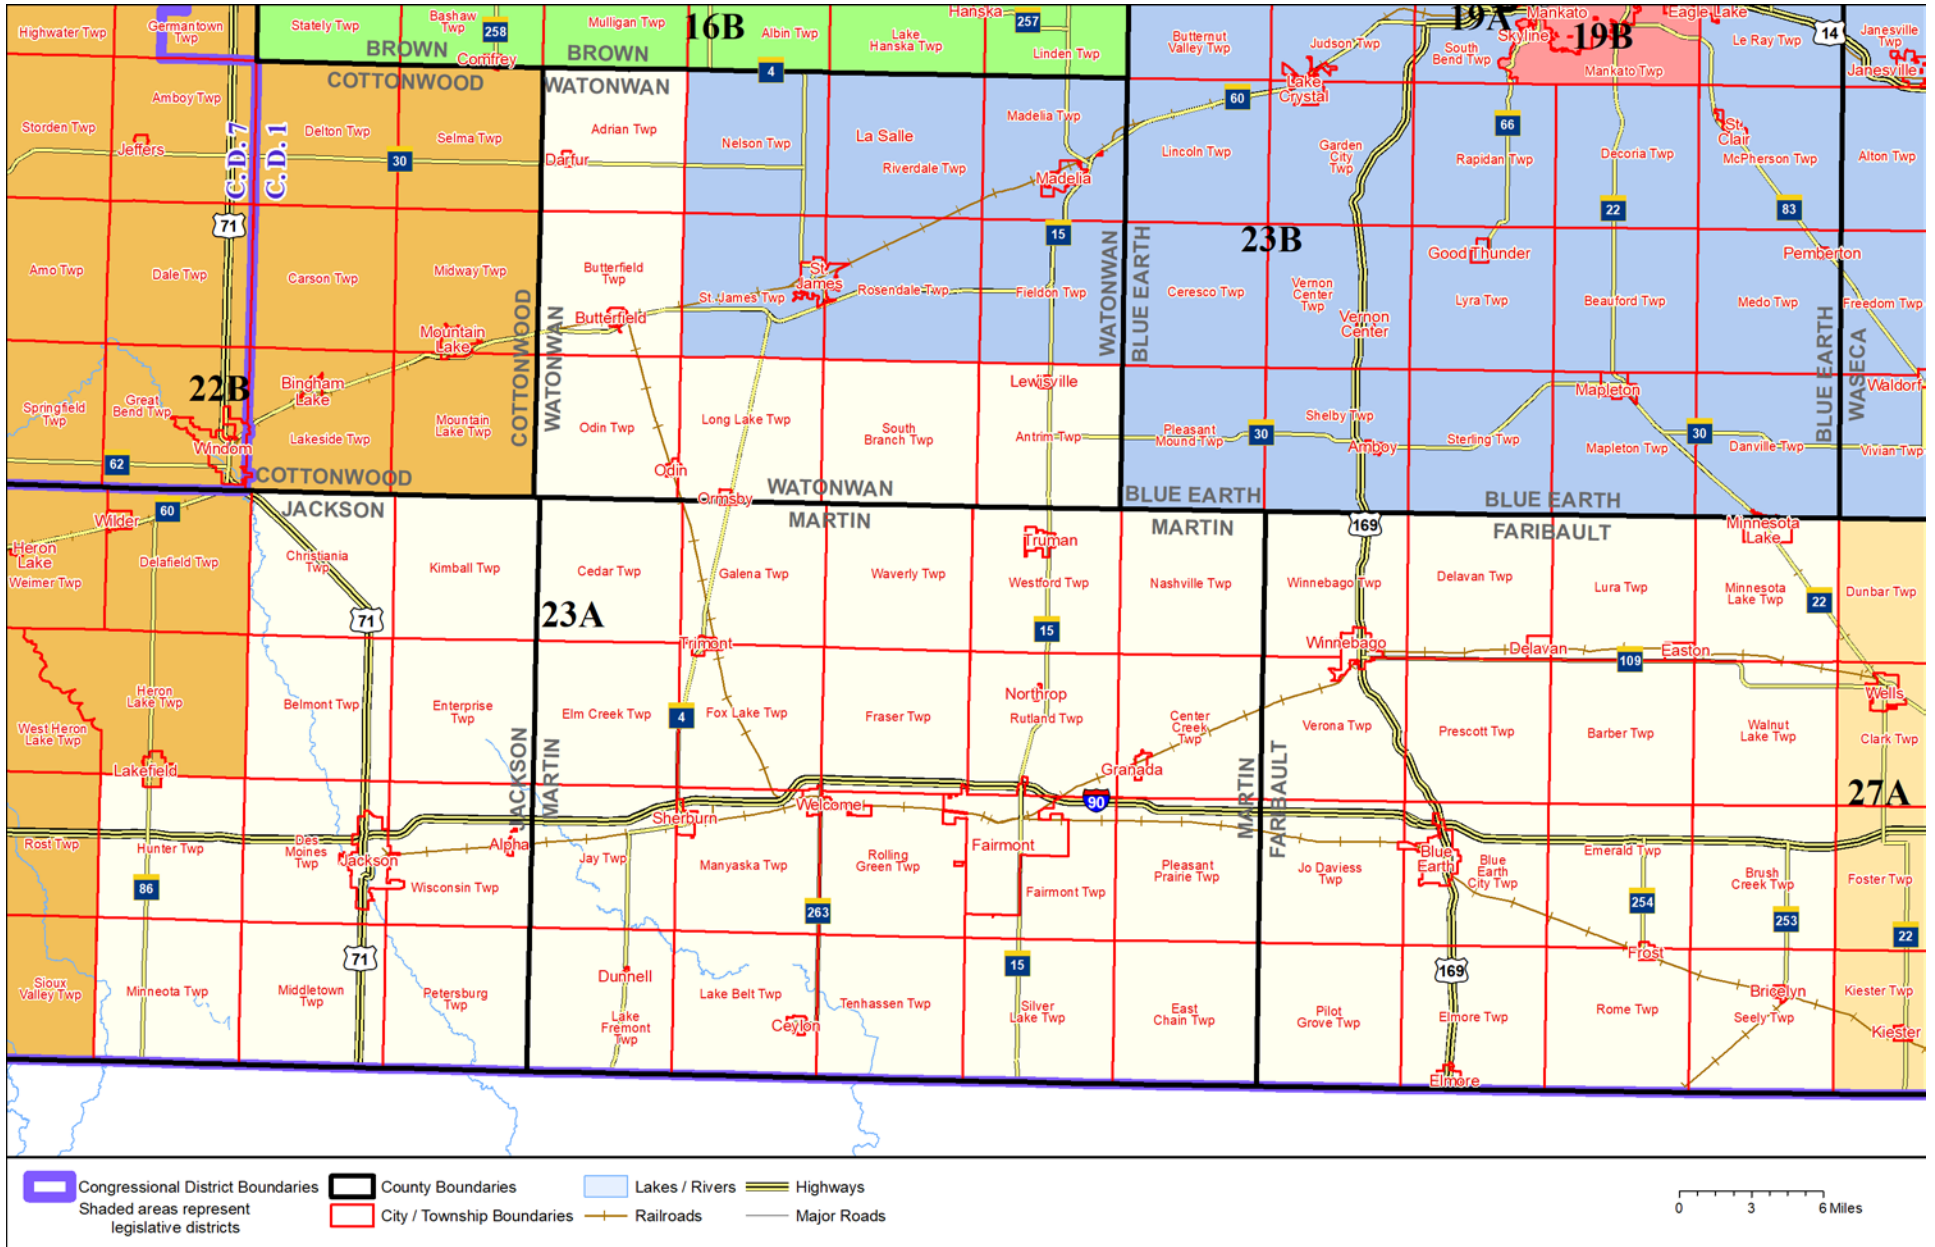 Highwater Twp
Germantown
Twp
Stately Twp
Bashaw
Twp
258
Mulligan Twp
16B
Albin Twp
Lake
Hanska Twp
Hanska
257
Linden Twp
BROWN
BROWN
Comfrey
Butternut
Valley Twp
Judson Twp
19A
Skyline
Mankato
19B
Eagle Lake
Le Ray Twp
14
Janesville
Twp
Janesville
South
Bend Twp
Mankato Twp
COTTONWOOD
WATONWAN
4
Amboy Twp
Storden Twp
Jeffers
C.D. 7
C.D. 1
Delton Twp
Selma Twp
30
Adrian Twp
Darfur
Nelson Twp
La Salle
Riverdale Twp
Madelia Twp
Madelia
60
Lake
Crystal
Lincoln Twp
Garden
City
Twp
66
Rapidan Twp
Decoria Twp
St.
Clair
McPherson Twp
Alton Twp
71
15
22
83
23B
Good Thunder
Pemberton
Amo Twp
Dale Twp
Carson Twp
Midway Twp
Butterfield
Twp
St
James
St. James Twp
Rosendale Twp
Fieldon Twp
WATONWAN
BLUE EARTH
Ceresco Twp
Vernon
Center
Twp
Lyra Twp
Beauford Twp
Medo Twp
Freedom Twp
COTTONWOOD
WATONWAN
Butterfield
Mountain
Lake
Vernon
Center
BLUE EARTH
WASECA
22B
Bingham
Lake
Springfield
Twp
Great
Bend Twp
Windom
Lakeside Twp
Mountain
Lake Twp
Odin Twp
Long Lake Twp
South
Branch Twp
Lewisville
Antrim Twp
Pleasant
Mound Twp
30
Shelby Twp
Amboy
Sterling Twp
Mapleton
Mapleton Twp
30
Danville Twp
Waldorf
Vivian Twp
62
COTTONWOOD
Odin
Ormsby
WATONWAN
BLUE EARTH
BLUE EARTH
JACKSON
MARTIN
MARTIN
169
FARIBAULT
Minnesota
Lake
60
Wilder
Heron
Lake
Weimer Twp
Delafield Twp
Christiania
Twp
Kimball Twp
Cedar Twp
Galena Twp
Waverly Twp
Truman
Westford Twp
Nashville Twp
Winnebago Twp
Delavan Twp
Lura Twp
Minnesota
Lake Twp
22
Dunbar Twp
71
23A
Trimont
15
Winnebago
Delavan
109
Easton
Heron
Lake Twp
Belmont Twp
Enterprise
Twp
Elm Creek Twp
4
Fox Lake Twp
Fraser Twp
Northrop
Rutland Twp
Center
Creek
Twp
Verona Twp
Prescott Twp
Barber Twp
Walnut
Lake Twp
Wells
Clark Twp
West Heron
Lake Twp
Lakefield
JACKSON
MARTIN
Granada
MARTIN
FARIBAULT
27A
90
Welcome
Sherburn
Rost Twp
Hunter Twp
Des
Moines
Twp
Jackson
Alpha
Jay Twp
Manyaska Twp
Rolling
Green Twp
Fairmont
Fairmont Twp
Pleasant
Prairie Twp
Jo Daviess
Twp
Blue
Earth
Blue
Earth
City Twp
Emerald Twp
Brush
Creek Twp
Foster Twp
86
Wisconsin Twp
263
254
253
22
71
15
169
Frost
Sioux
Valley Twp
Minneota Twp
Middletown
Twp
Petersburg
Twp
Dunnell
Lake
Fremont
Twp
Lake Belt Twp
Ceylon
Tenhassen Twp
Silver
Lake Twp
East
Chain Twp
Pilot
Grove Twp
Elmore Twp
Rome Twp
Bricelyn
Seely Twp
Kiester Twp
Kiester
Elmore
Congressional District Boundaries
Shaded areas represent
legislative districts
County Boundaries
City / Township Boundaries
Lakes / Rivers
Railroads
Highways
Major Roads
0 3 6 Miles